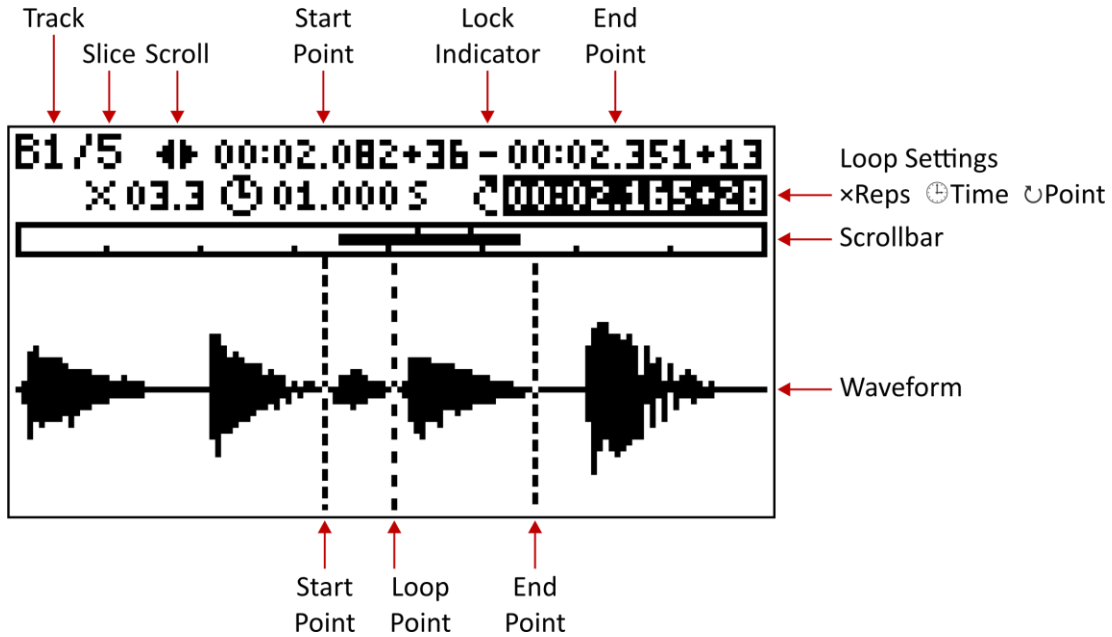 Track
Slice Scroll
Start
Point
Lock
Indicator
End
Point
B1/5 00:02.082+36-00:02.351+13
×03.3 01.000S 00:02.165+28
Loop Settings
×Reps 🕒Time ↻Point
Scrollbar
Waveform
Start
Point
Loop
Point
End
Point